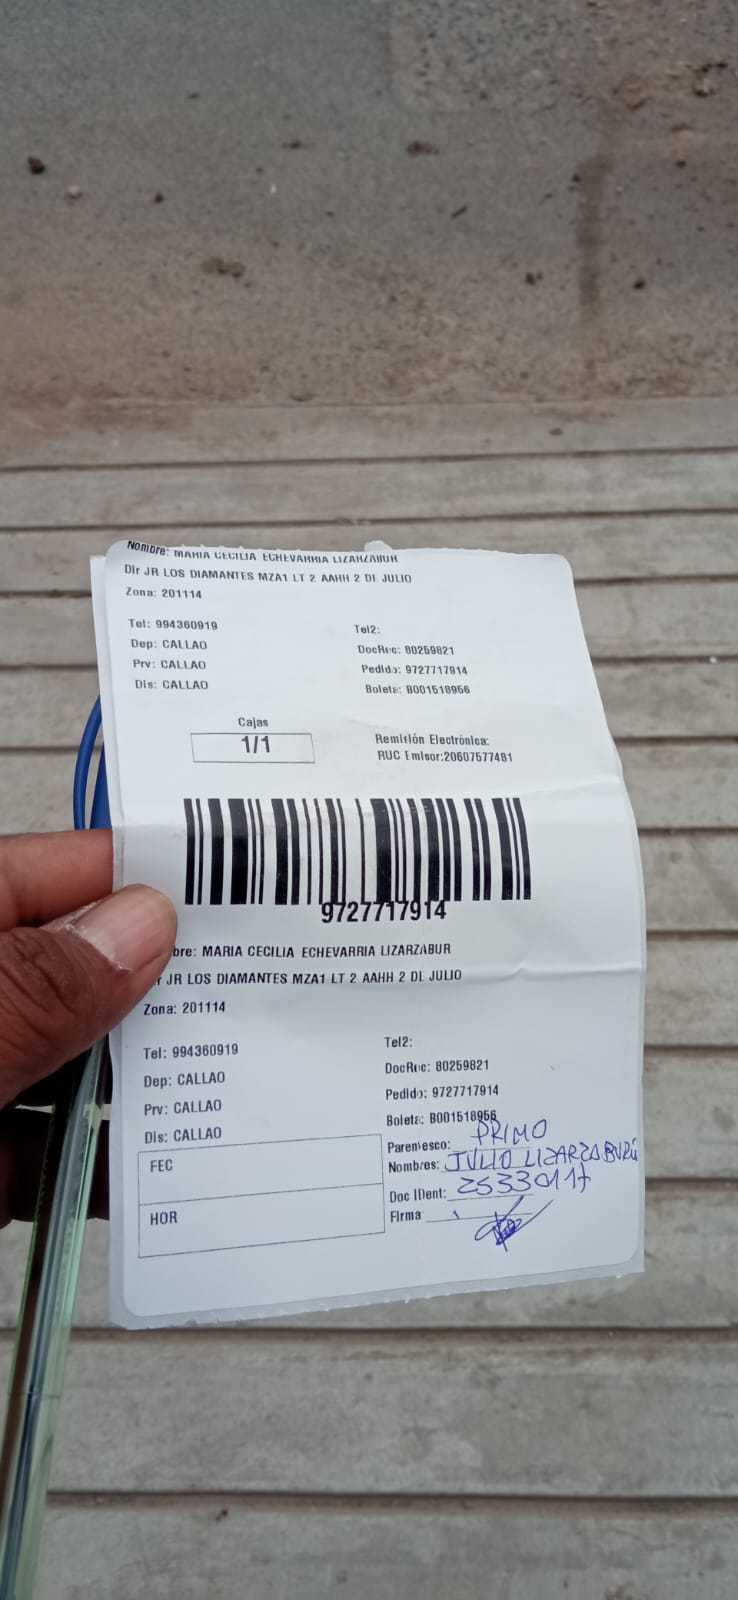 Nombre: MARIA CECILIA ECHEVARRIA LIZARZABUR
Dir JR LOS DIAMANTES MZA1 LT 2 AAHH 2 DE JULIO
Zona: 201114
Tel: 994360919
Tel2:
Dep: CALLAO
DocRec: 80259821
Prv: CALLAO
Pedido: 9727717914
Dis: CALLAO
Boleta: B001518956
Cajas
1/1
Remitión Electrónica:
RUC Emisor:20607577481
9727717914
bre: MARIA CECILIA ECHEVARRIA LIZARZABUR
Dir JR LOS DIAMANTES MZA1 LT 2 AAHH 2 DE JULIO
Zona: 201114
Tel: 994360919
Tel2:
Dep: CALLAO
DocRec: 80259821
Prv: CALLAO
Pedido: 9727717914
Dis: CALLAO
Boleta: B001518956
FEC
Parentesco: PRIMO
Nombres: JULIO LIZARZABURÚ
HOR
Doc IDent: 25330117
Firma